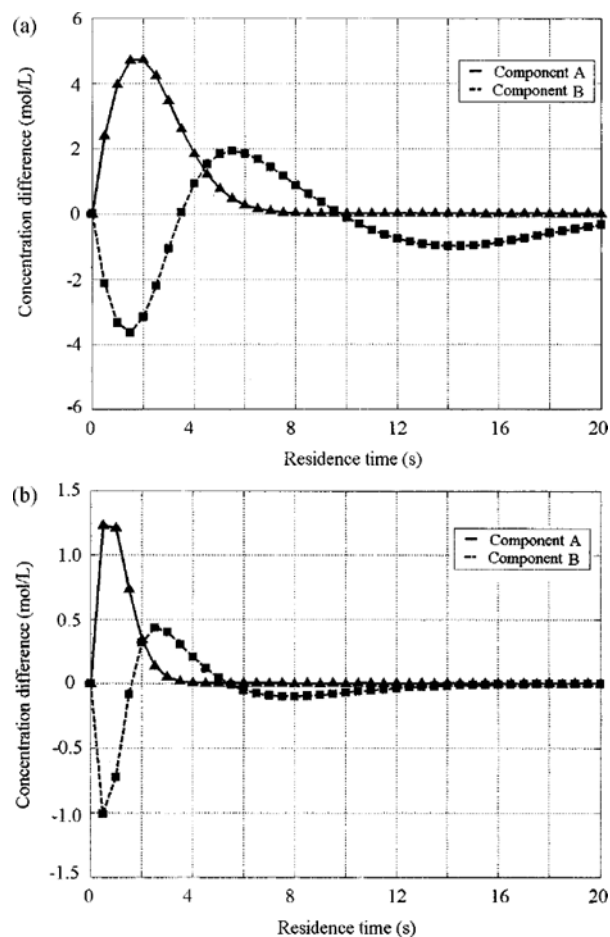 (a)
6
4
2
0
-2
-4
-6
Concentration difference (mol/L)
Component A
Component B
0 4 8 12 16 20
Residence time (s)
(b)
1.5
1.0
0.5
0
-0.5
-1.0
-1.5
Concentration difference (mol/L)
Component A
Component B
0 4 8 12 16 20
Residence time (s)